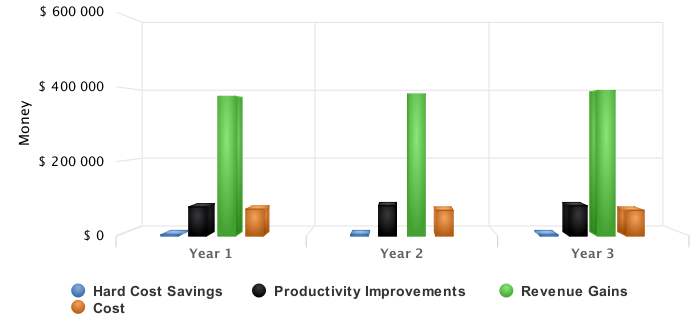 $ 600 000
$ 400 000
$ 200 000
$ 0
Money
Year 1
Year 2
Year 3
Hard Cost Savings
Productivity Improvements
Revenue Gains
Cost